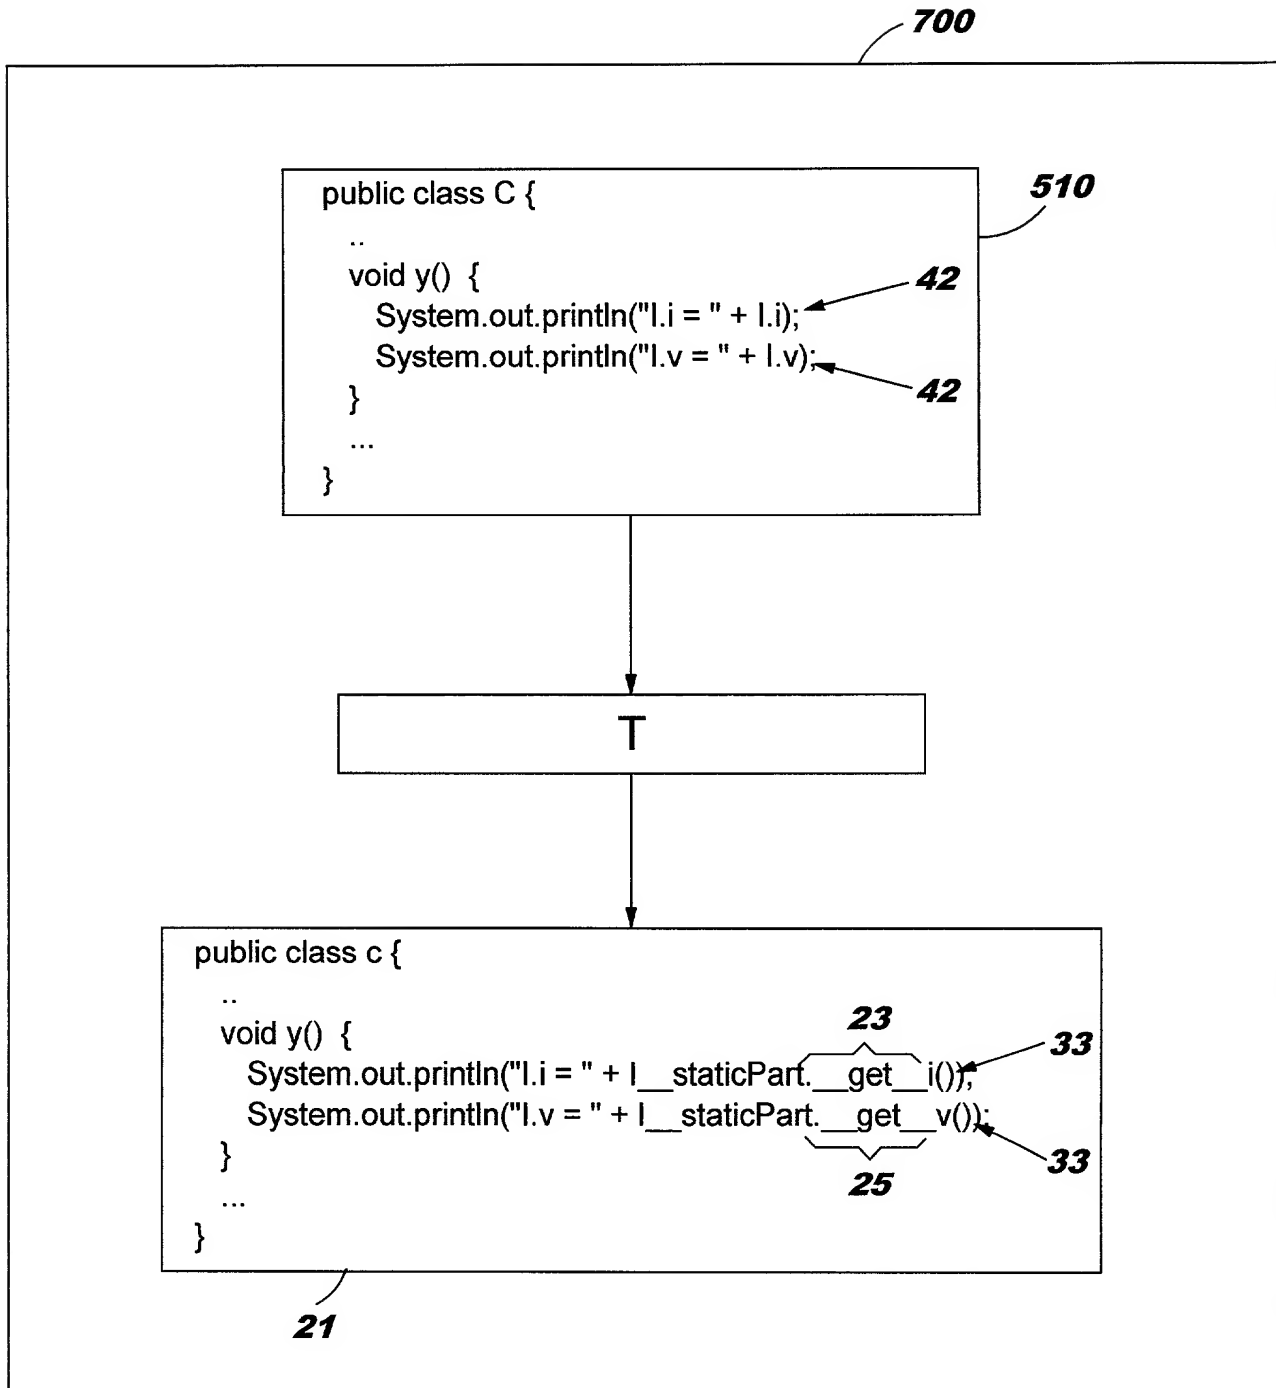 700
510
public class C {
..
void y() {
System.out.println("I.i = " + I.i);
42
System.out.println("I.v = " + I.v);
42
}
...
}
T
public class c {
..
void y() {
23
33
System.out.println("I.i = " + I__staticPart.__get__i());
System.out.println("I.v = " + I__staticPart.__get__v());
33
}
25
...
}
21